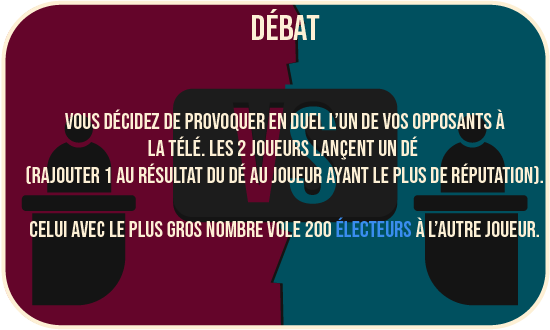 DÉBAT
VS
VOUS DÉCIDEZ DE PROVOQUER EN DUEL L'UN DE VOS OPPOSANTS À
LA TÉLÉ. LES 2 JOUEURS LANÇENT UN DÉ
(RAJOUTER 1 AU RÉSULTAT DU DÉ AU JOUEUR AYANT LE PLUS DE RÉPUTATION).
CELUI AVEC LE PLUS GROS NOMBRE VOLE 200 ÉLECTEURS À L'AUTRE JOUEUR.